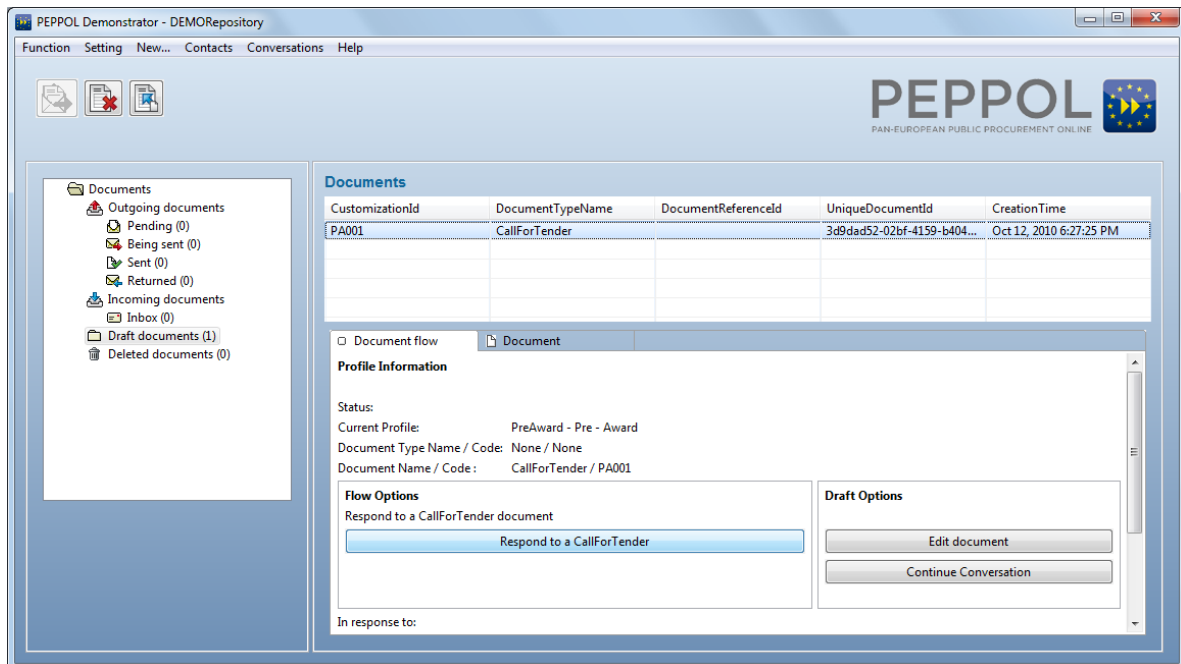 PEPPOL Demonstrator - DEMORepository
Function Setting New... Contacts Conversations Help
PEPPOL
PAN-EUROPEAN PUBLIC PROCUREMENT ONLINE
Documents
Outgoing documents
Pending (0)
Being sent (0)
Sent (0)
Returned (0)
Incoming documents
Inbox (0)
Draft documents (1)
Deleted documents (0)
Documents
CustomizationId DocumentTypeName DocumentReferenceId UniqueDocumentId CreationTime
PA001 CallForTender 3d9dad52-02bf-4159-b404... Oct 12, 2010 6:27:25 PM
Document flow Document
Profile Information
Status:
Current Profile: PreAward - Pre - Award
Document Type Name / Code: None / None
Document Name / Code : CallForTender / PA001
Flow Options
Respond to a CallForTender document
Respond to a CallForTender
Draft Options
Edit document
Continue Conversation
In response to: